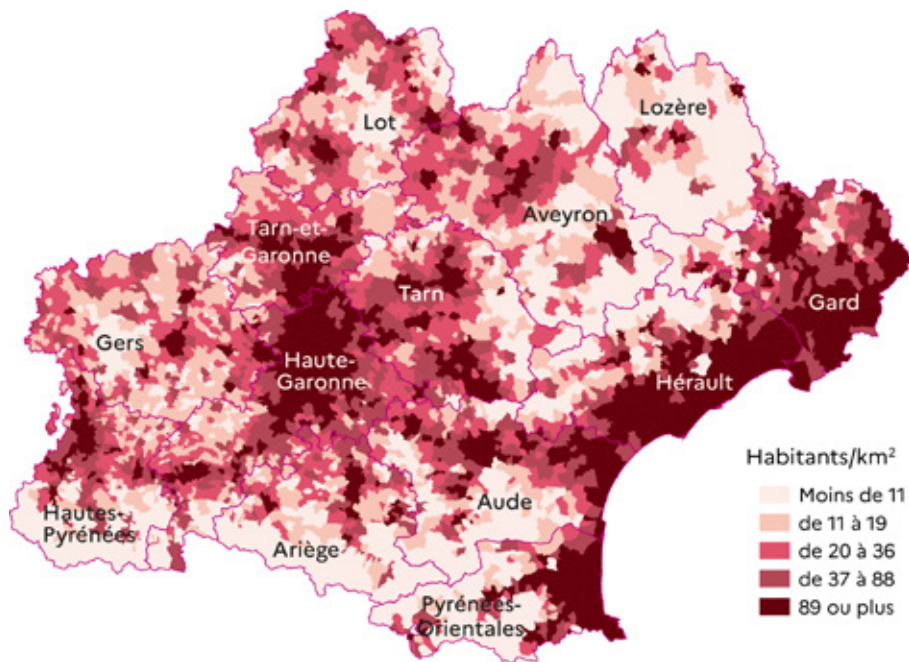 Lot
Lozère
Aveyron
Tarn-et-
Garonne
Tarn
Gard
Gers
Haute-
Garonne
Hérault
Hautes-
Pyrénées
Ariège
Aude
Pyrénées-
Orientales
Habitants/km²
Moins de 11
de 11 à 19
de 20 à 36
de 37 à 88
89 ou plus